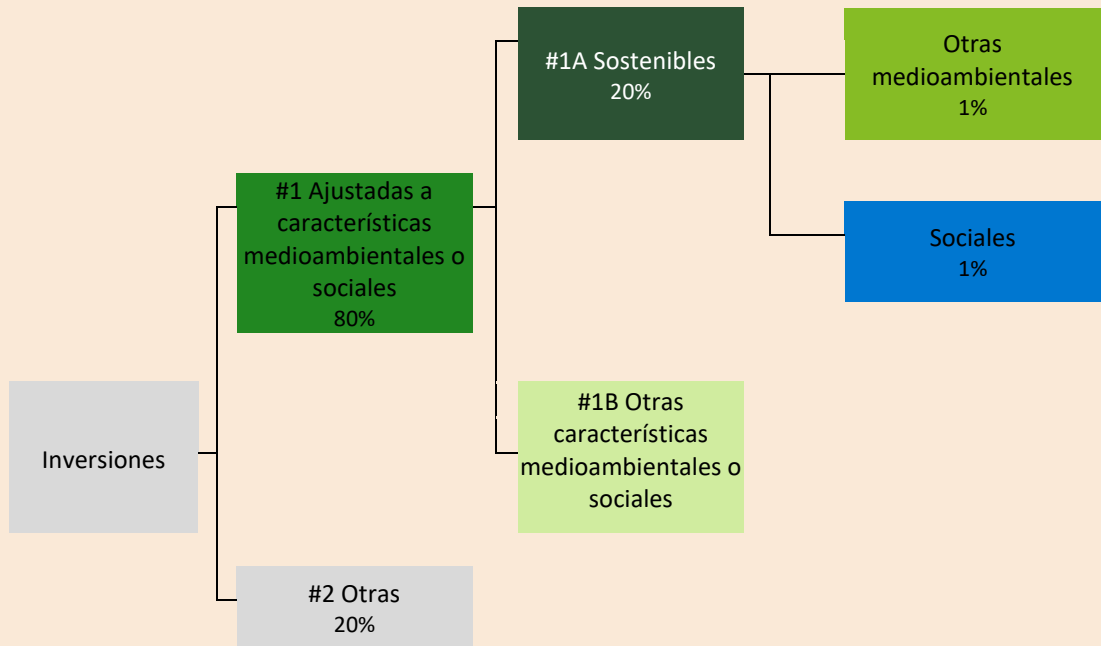 #1A Sostenibles
20%
Otras
medioambientales
1%
#1 Ajustadas a
características
medioambientales o
sociales
80%
Sociales
1%
Inversiones
#1B Otras
características
medioambientales o
sociales
#2 Otras
20%